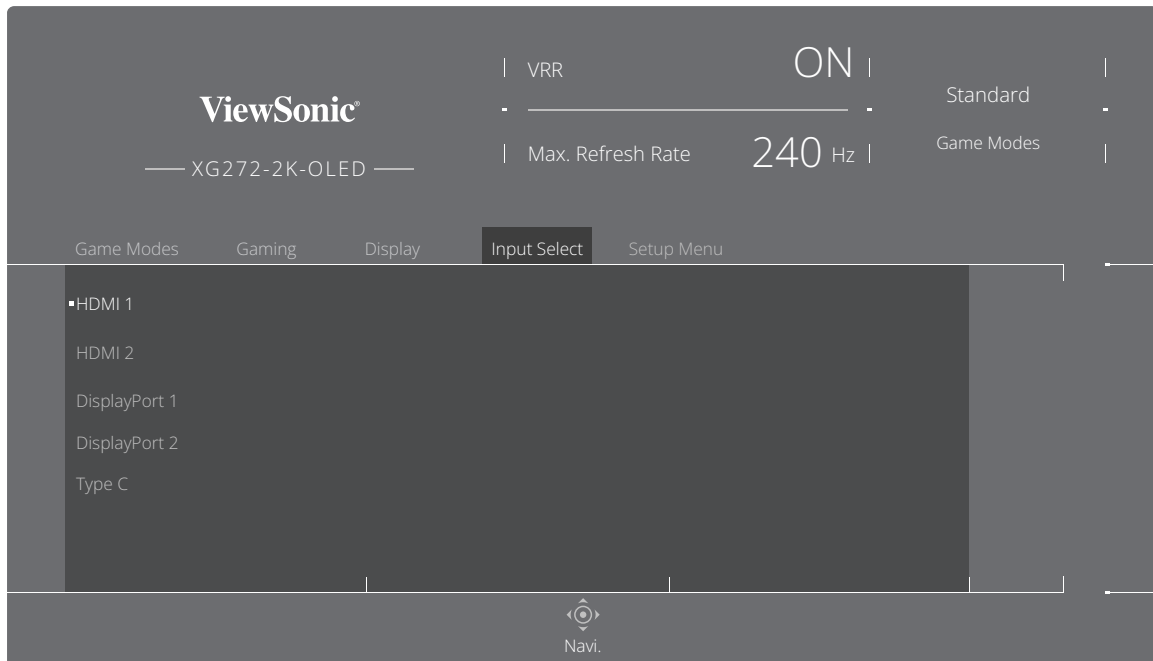 ViewSonic®
XG272-2K-OLED
VRR ON
Max. Refresh Rate 240 Hz
Standard
Game Modes
Game Modes Gaming Display Input Select Setup Menu
HDMI 1
HDMI 2
DisplayPort 1
DisplayPort 2
Type C
Navi.